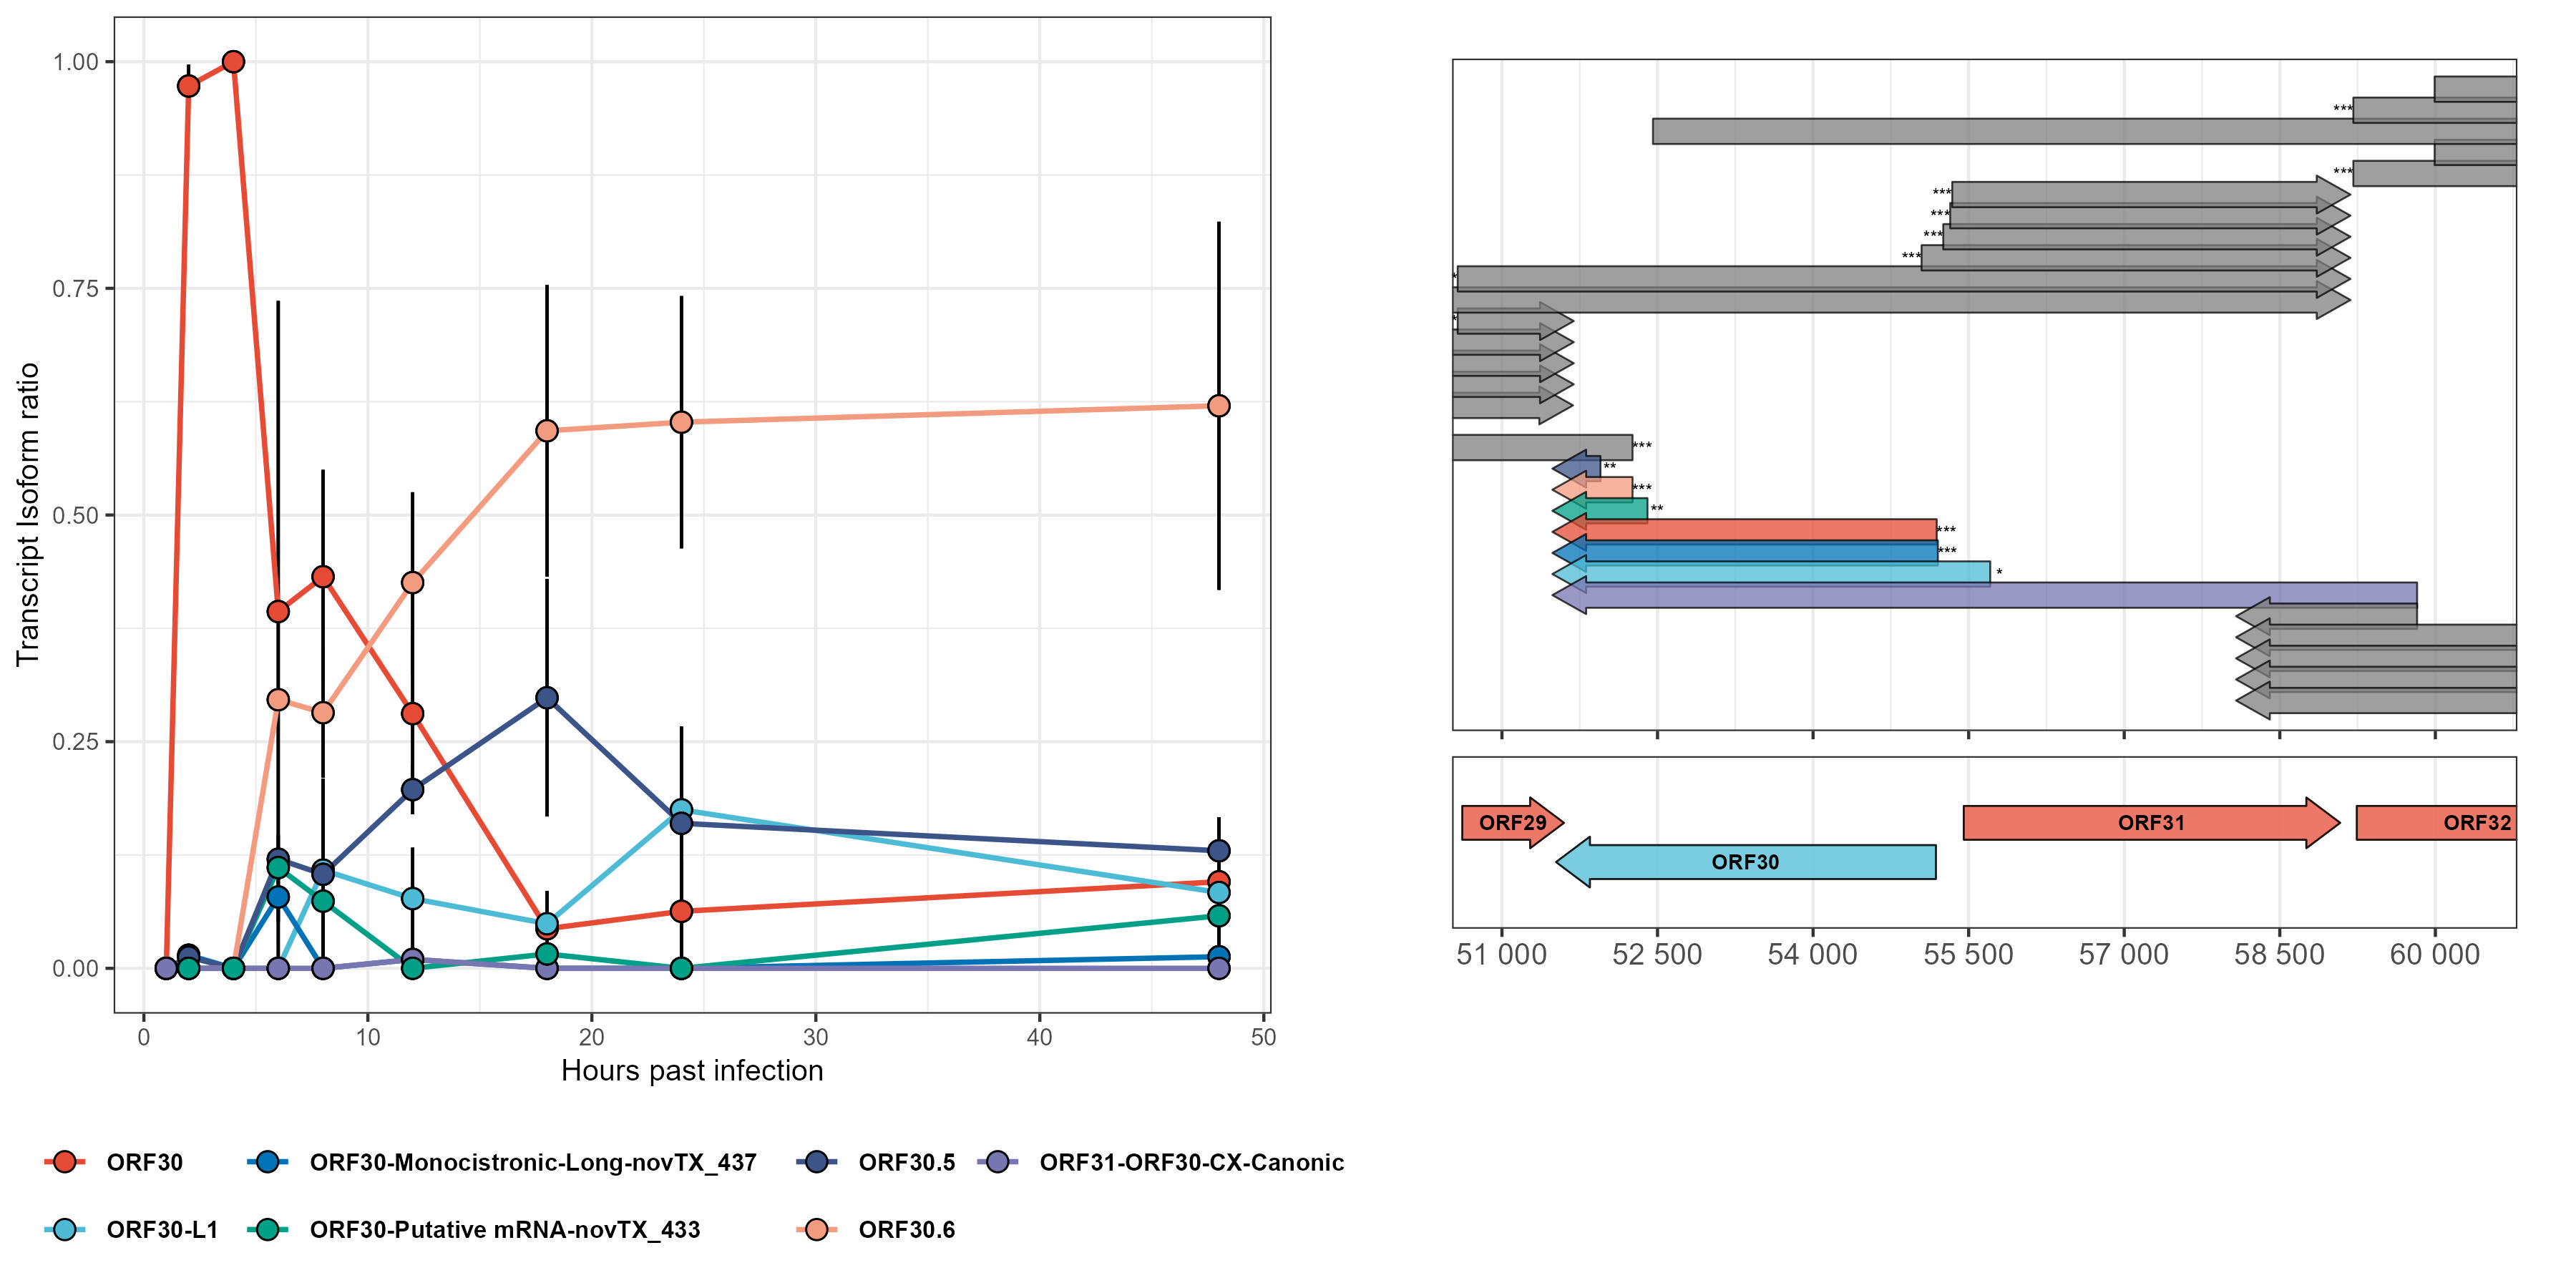 1.00
0.75
0.50
0.25
0.00
Transcript Isoform ratio
0 10 20 30 40 50
Hours past infection
ORF30 ORF30-Monocistronic-Long-novTX_437 ORF30.5 ORF31-ORF30-CX-Canonic
ORF30-L1 ORF30-Putative mRNA-novTX_433 ORF30.6
***
***
***
***
***
***
*
*
***
**
***
**
***
***
*
ORF29 ORF31 ORF32
ORF30
51 000 52 500 54 000 55 500 57 000 58 500 60 000